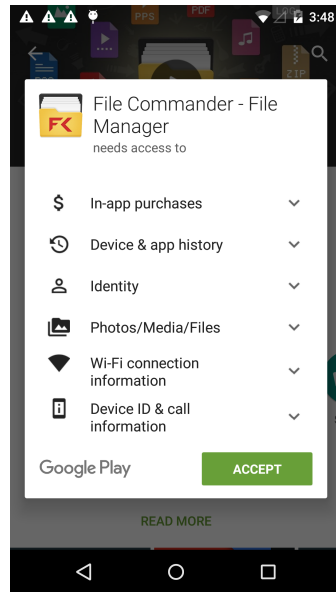 3:48
PPS
PDF
ZIP
FK
File Commander - File
Manager
needs access to
In-app purchases
Device & app history
Identity
Photos/Media/Files
Wi-Fi connection
information
Device ID & call
information
Google Play
ACCEPT
READ MORE